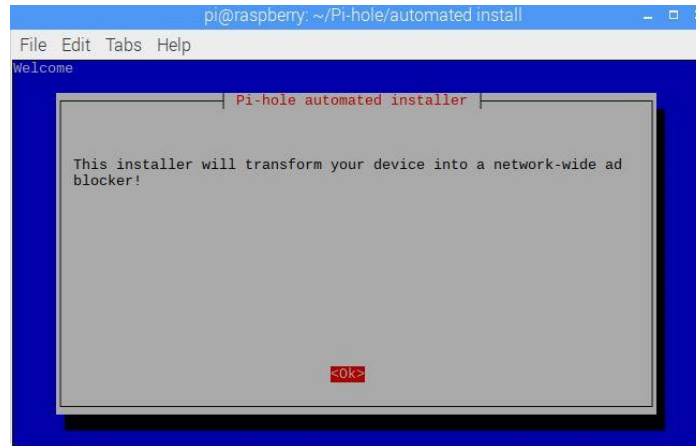 pi@raspberry: ~/Pi-hole/automated install
File Edit Tabs Help
Welcome
Pi-hole automated installer
This installer will transform your device into a network-wide ad
blocker!
<Ok>